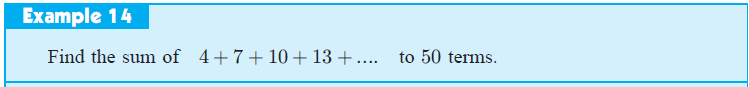 Example 14
Find the sum of 4 + 7 + 10 + 13 + .... to 50 terms.